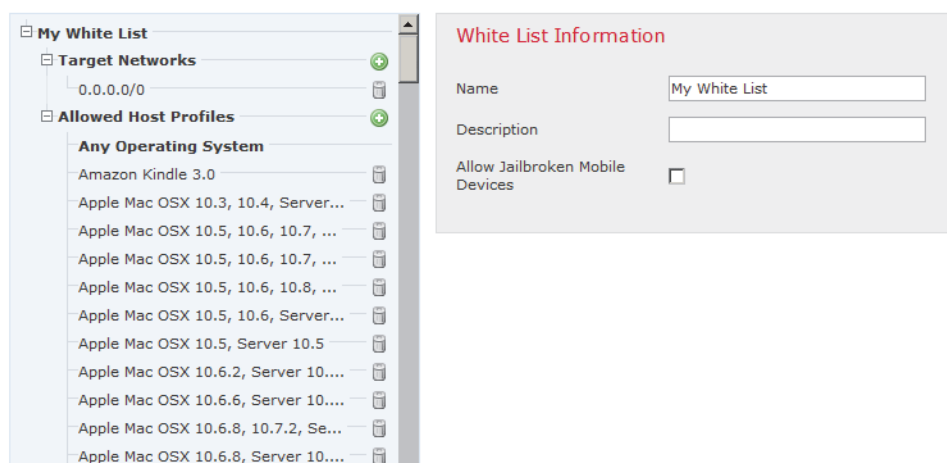 My White List
Target Networks
0.0.0.0/0
Allowed Host Profiles
Any Operating System
Amazon Kindle 3.0
Apple Mac OSX 10.3, 10.4, Server...
Apple Mac OSX 10.5, 10.6, 10.7, ...
Apple Mac OSX 10.5, 10.6, 10.7, ...
Apple Mac OSX 10.5, 10.6, 10.8, ...
Apple Mac OSX 10.5, 10.6, Server...
Apple Mac OSX 10.5, Server 10.5
Apple Mac OSX 10.6.2, Server 10....
Apple Mac OSX 10.6.6, Server 10....
Apple Mac OSX 10.6.8, 10.7.2, Se...
Apple Mac OSX 10.6.8, Server 10....
White List Information
Name
My White List
Description
Allow Jailbroken Mobile
Devices